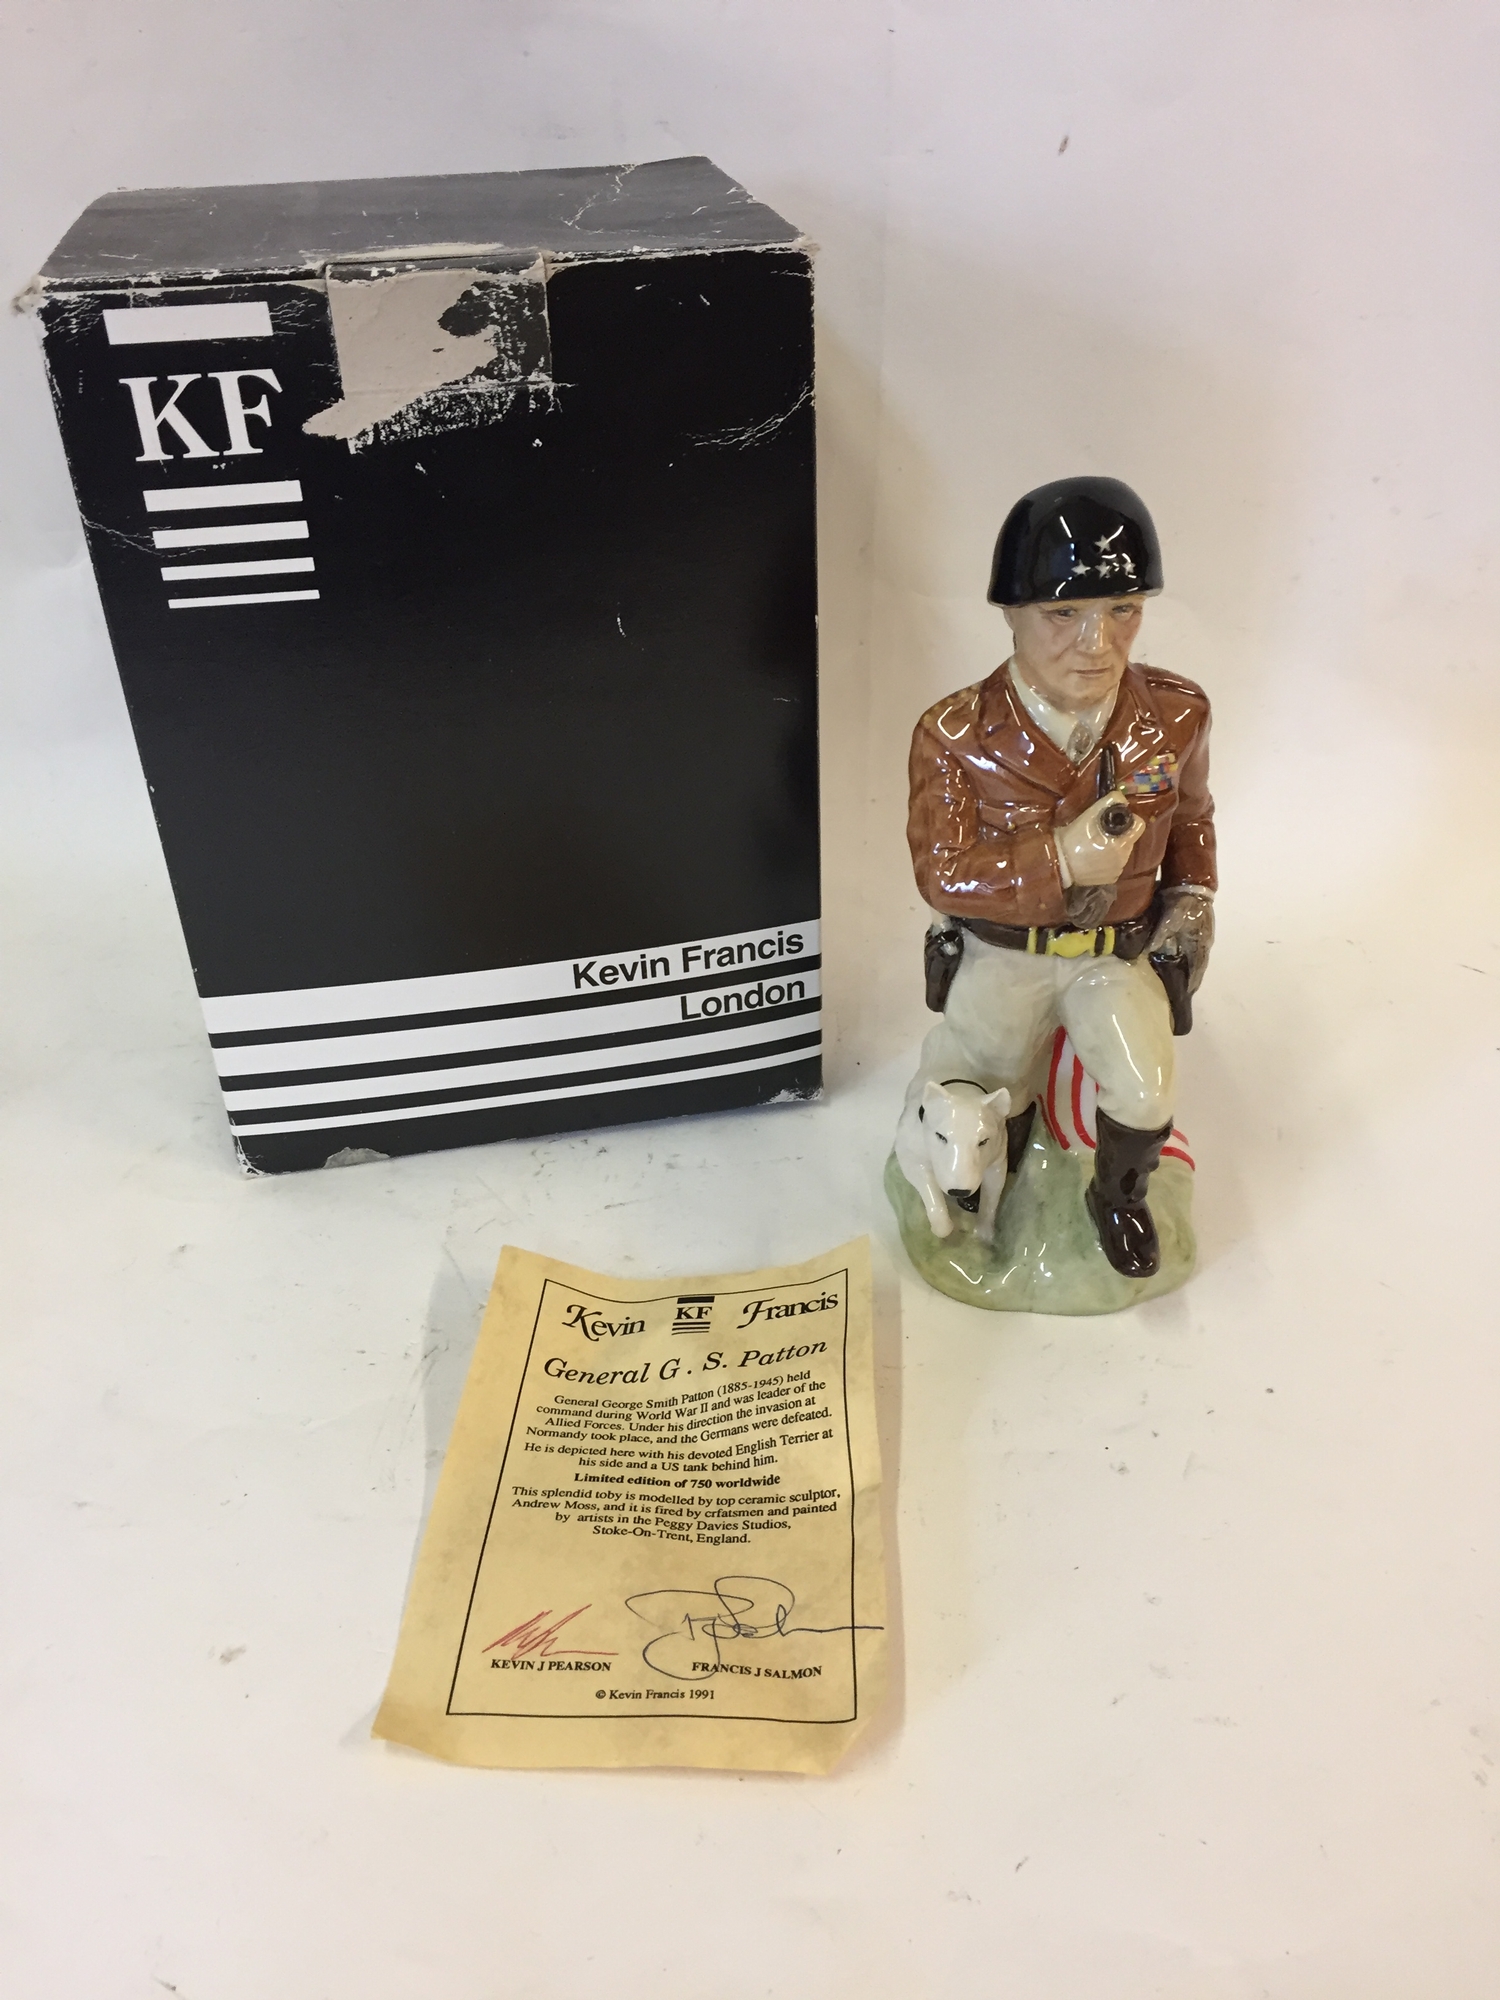 KF
Kevin Francis
London
Kevin KF Francis
General G. S. Patton
General George Smith Patton (1885-1945) held
command during World War II and was leader of the
Allied Forces. Under his direction the invasion at
Normandy took place, and the Germans were defeated.
He is depicted here with his devoted English Terrier at
his side and a US tank behind him.
Limited edition of 750 worldwide
This splendid toby is modelled by top ceramic sculptor,
Andrew Moss, and it is fired by crfatsmen and painted
by artists in the Peggy Davies Studios,
Stoke-On-Trent, England.
KEVIN J PEARSON FRANCIS J SALMON
© Kevin Francis 1991